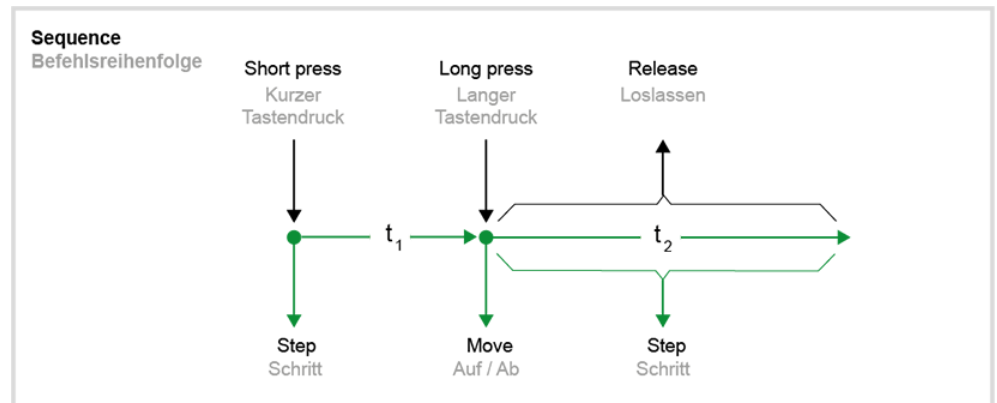 Sequence
Befehlsreihenfolge
Short press
Kurzer
Tastendruck
Long press
Langer
Tastendruck
Release
Loslassen
t1
t2
Step
Schritt
Move
Auf / Ab
Step
Schritt